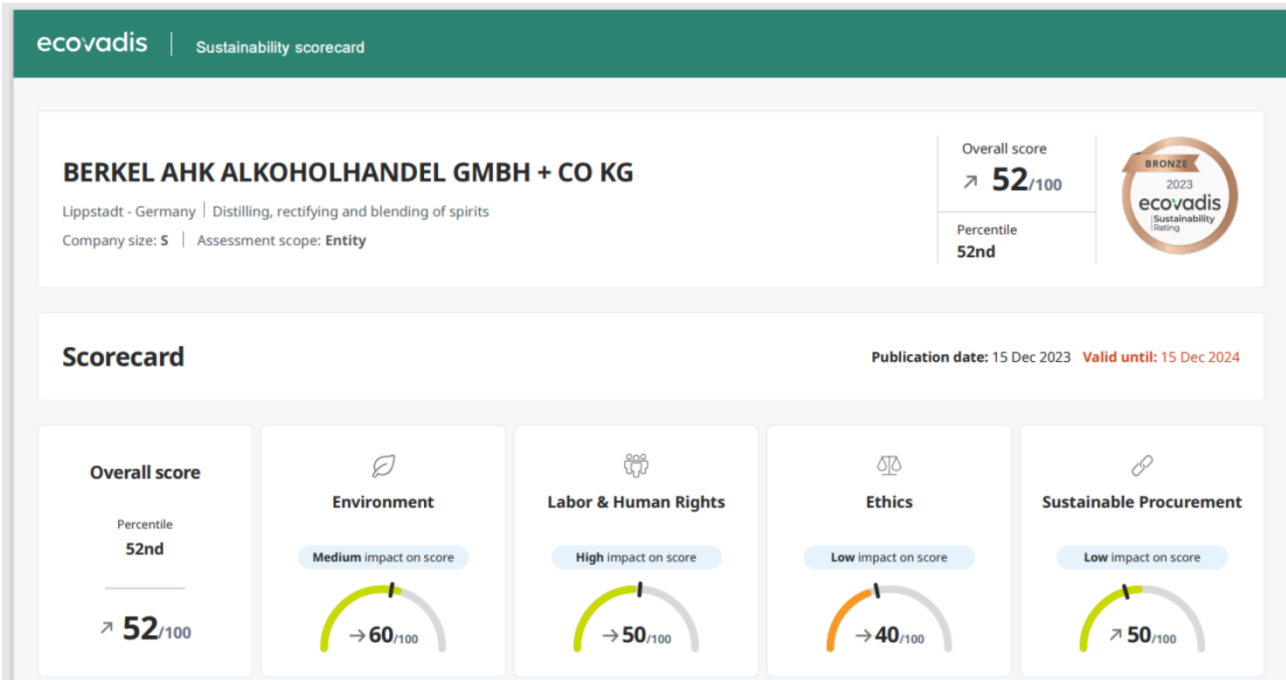 ecovadis | Sustainability scorecard
BERKEL AHK ALKOHOLHANDEL GMBH + CO KG
Lippstadt - Germany | Distilling, rectifying and blending of spirits
Company size: S | Assessment scope: Entity
Overall score
↗ 52/100
Percentile
52nd
BRONZE
2023
ecovadis
Sustainability
Rating
Scorecard
Publication date: 15 Dec 2023 Valid until: 15 Dec 2024
Overall score
Percentile
52nd
↗ 52/100
Environment
Medium impact on score
→ 60/100
Labor & Human Rights
High impact on score
→ 50/100
Ethics
Low impact on score
→ 40/100
Sustainable Procurement
Low impact on score
↗ 50/100